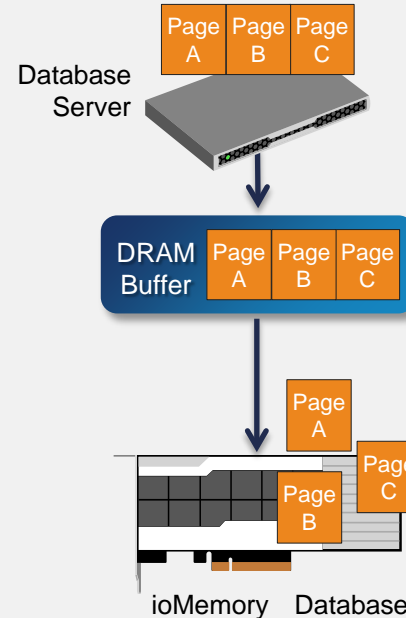 Page A
Page B
Page C
Database
Server
DRAM
Buffer
Page A
Page B
Page C
Page A
Page C
Page B
ioMemory Database